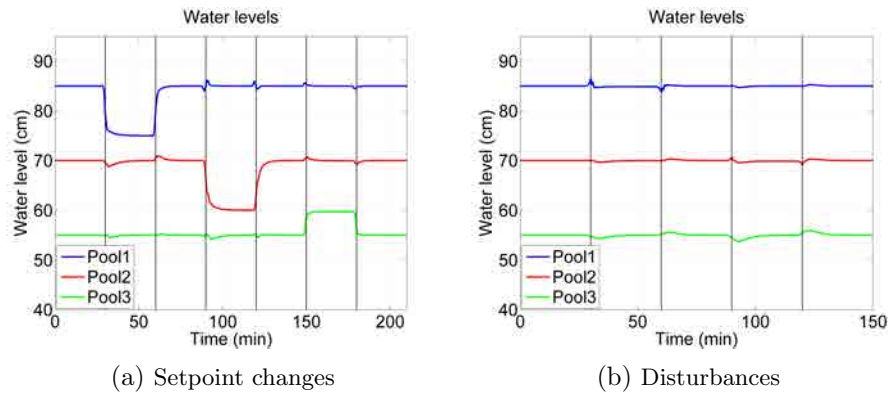 Water levels
Water level (cm)
90
80
70
60
50
40
Pool1
Pool2
Pool3
0
50
100
150
200
Time (min)
(a) Setpoint changes
Water levels
Water level (cm)
90
80
70
60
50
40
Pool1
Pool2
Pool3
0
50
100
150
Time (min)
(b) Disturbances